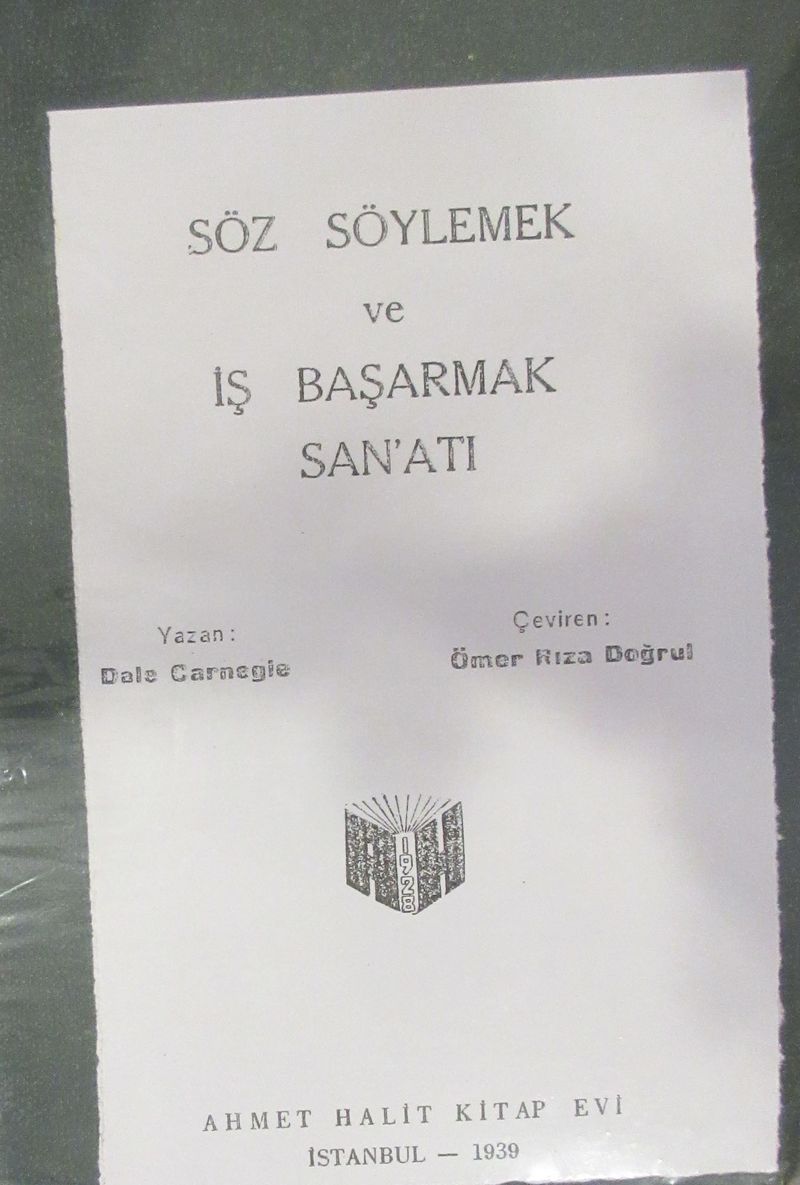 SÖZ SÖYLEMEK
ve
İŞ BAŞARMAK
SAN'ATI
Yazan :
Dale Carnegie
Çeviren :
Ömer Rıza Doğrul
AH
1928
AHMET HALİT KİTAP EVİ
İSTANBUL — 1939